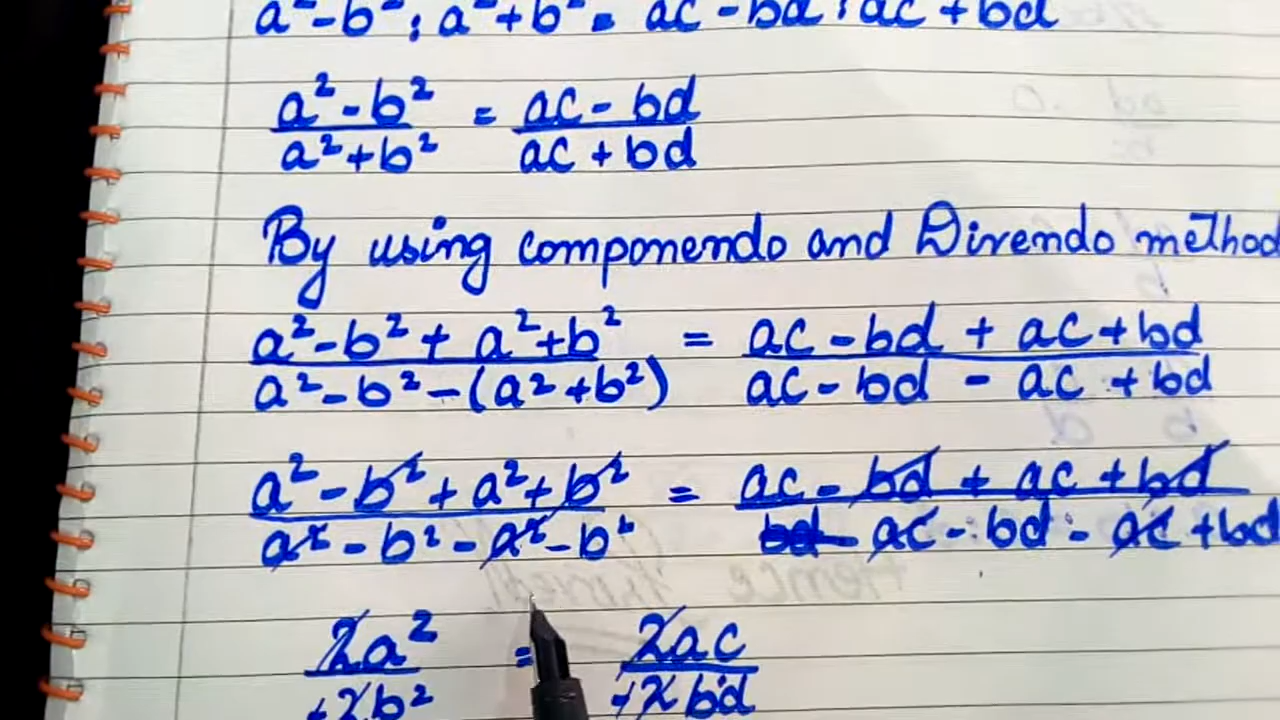 a²-b² : a²+b² = ac - bd : ac + bd
a²-b² / a²+b² = ac - bd / ac + bd
By using componendo and Divendo method
a²-b²+ a²+b² / a²-b²-(a²+b²) = ac - bd + ac + bd / ac - bd - ac + bd
a²-b²+a²+b² / a²-b²-a²-b² = ac - bd + ac + bd / ac - bd - ac + bd
2a² / +2b² = 2ac / +2bd
Hence